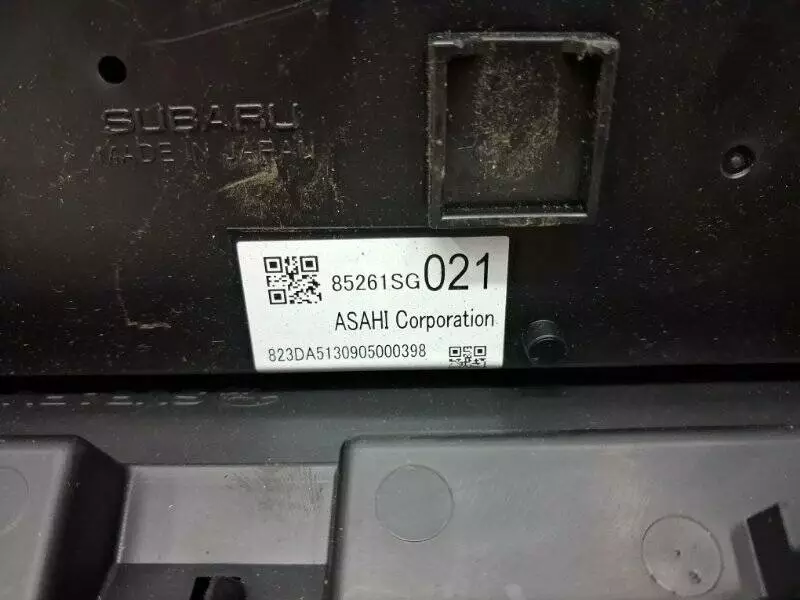 SUBARU
MADE IN JAPAN
85261SG021
ASAHI Corporation
823DA5130905000398